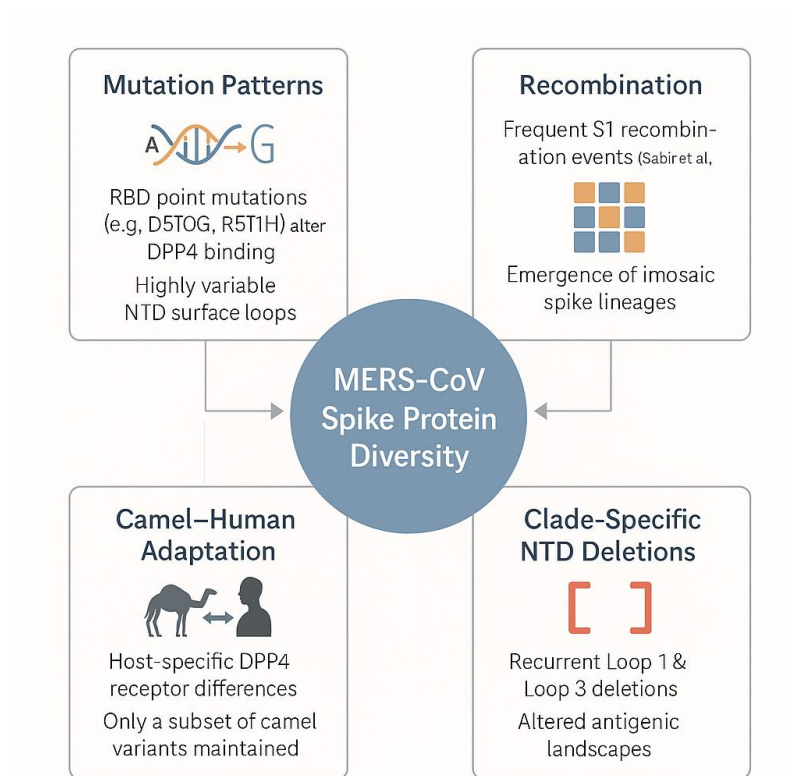 Mutation Patterns
A G
RBD point mutations
(e.g, D5TOG, R5T1H) alter
DPP4 binding
Highly variable
NTD surface loops
Recombination
Frequent S1 recombin-
ation events (Sabir et al,
Emergence of imosaic
spike lineages
MERS-CoV
Spike Protein
Diversity
Camel–Human
Adaptation
Host-specific DPP4
receptor differences
Only a subset of camel
variants maintained
Clade-Specific
NTD Deletions
[ ]
Recurrent Loop 1 &
Loop 3 deletions
Altered antigenic
landscapes